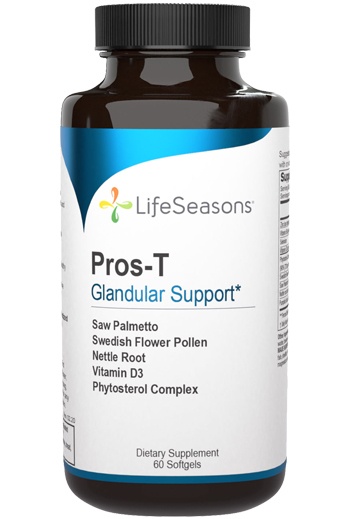 LifeSeasons®
Pros-T
Glandular Support*
Saw Palmetto
Swedish Flower Pollen
Nettle Root
Vitamin D3
Phytosterol Complex
Dietary Supplement
60 Softgels